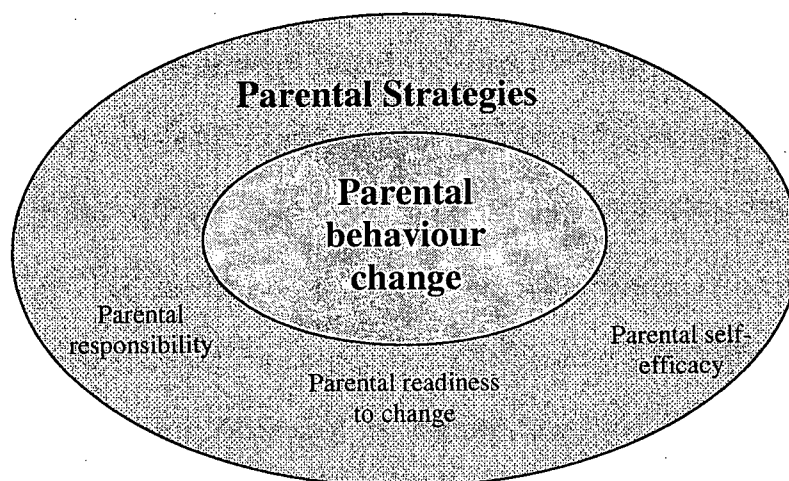 Parental Strategies
Parental
behaviour
change
Parental
responsibility
Parental readiness
to change
Parental self-
efficacy